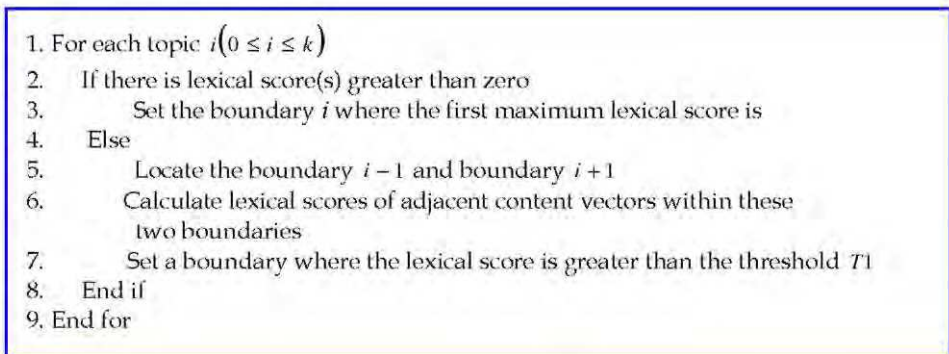 1. For each topic i(0 ≤ i ≤ k)
2. If there is lexical score(s) greater than zero
3. Set the boundary i where the first maximum lexical score is
4. Else
5. Locate the boundary i − 1 and boundary i + 1
6. Calculate lexical scores of adjacent content vectors within these
two boundaries
7. Set a boundary where the lexical score is greater than the threshold T1
8. End if
9. End for